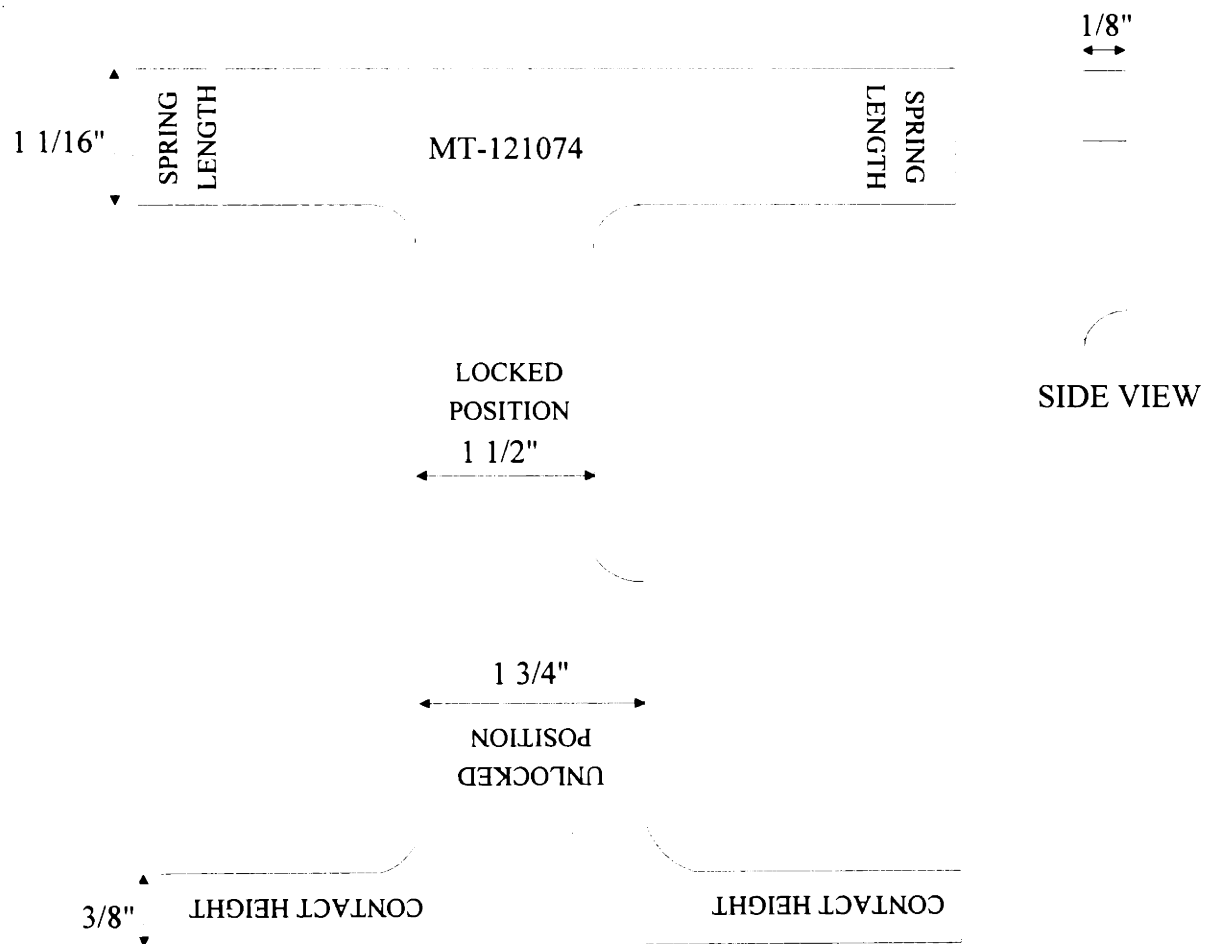 1/8"
1 1/16"
SPRING
LENGTH
MT-121074
SPRING
LENGTH
LOCKED
POSITION
1 1/2"
SIDE VIEW
1 3/4"
UNLOCKED
POSITION
3/8"
CONTACT HEIGHT
CONTACT HEIGHT